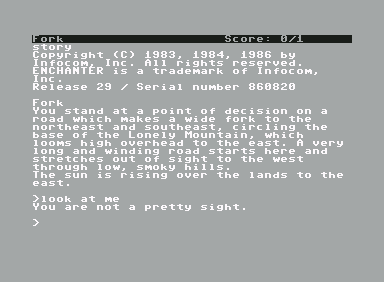 Fork Score: 0/1
story
Copyright (C) 1983, 1984, 1986 by
Infocom, Inc. All rights reserved.
ENCHANTER is a trademark of Infocom,
Inc.
Release 29 / Serial number 860820
Fork
You stand at a point of decision on a
road which makes a wide fork to the
northeast and southeast, circling the
base of the Lonely Mountain, which
looms high overhead to the east. A very
long and winding road starts here and
stretches out of sight to the west
through low, smoky hills.
The sun is rising over the lands to the
east.
>look at me
You are not a pretty sight.
>